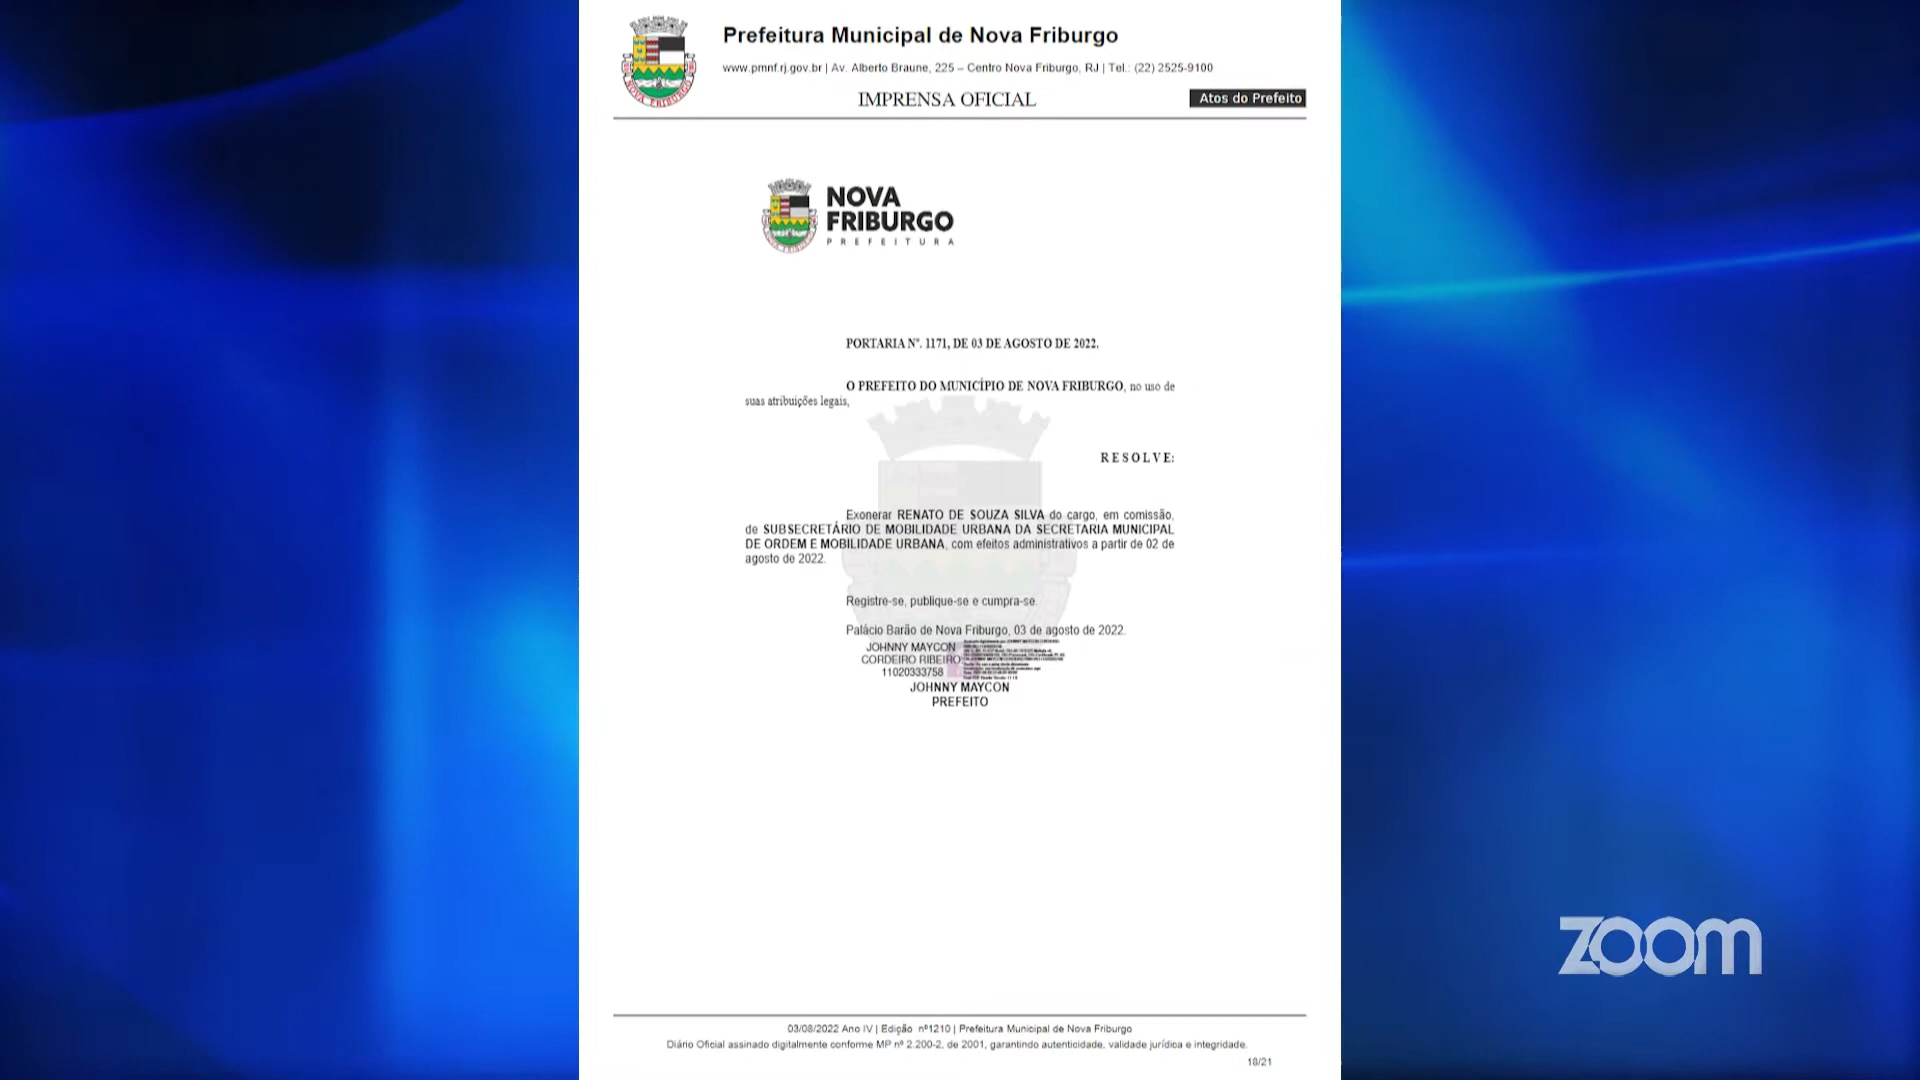 Prefeitura Municipal de Nova Friburgo
www.pmnf.rj.gov.br | Av. Alberto Braune, 225 – Centro Nova Friburgo, RJ | Tel.: (22) 2525-9100
IMPRENSA OFICIAL
Atos do Prefeito
NOVA FRIBURGO
NOVA
FRIBURGO
PREFEITURA
PORTARIA Nº. 1171, DE 03 DE AGOSTO DE 2022.
O PREFEITO DO MUNICÍPIO DE NOVA FRIBURGO, no uso de
suas atribuições legais,
R E S O L V E:
Exonerar RENATO DE SOUZA SILVA do cargo, em comissão,
de SUBSECRETÁRIO DE MOBILIDADE URBANA DA SECRETARIA MUNICIPAL
DE ORDEM E MOBILIDADE URBANA, com efeitos administrativos a partir de 02 de
agosto de 2022.
Registre-se, publique-se e cumpra-se.
Palácio Barão de Nova Friburgo, 03 de agosto de 2022.
JOHNNY MAYCON
CORDEIRO RIBEIRO:
11020333758
JOHNNY MAYCON
PREFEITO
zoom
03/08/2022 Ano IV | Edição nº1210 | Prefeitura Municipal de Nova Friburgo
Diário Oficial assinado digitalmente conforme MP nº 2.200-2, de 2001, garantindo autenticidade, validade jurídica e integridade.
18/21